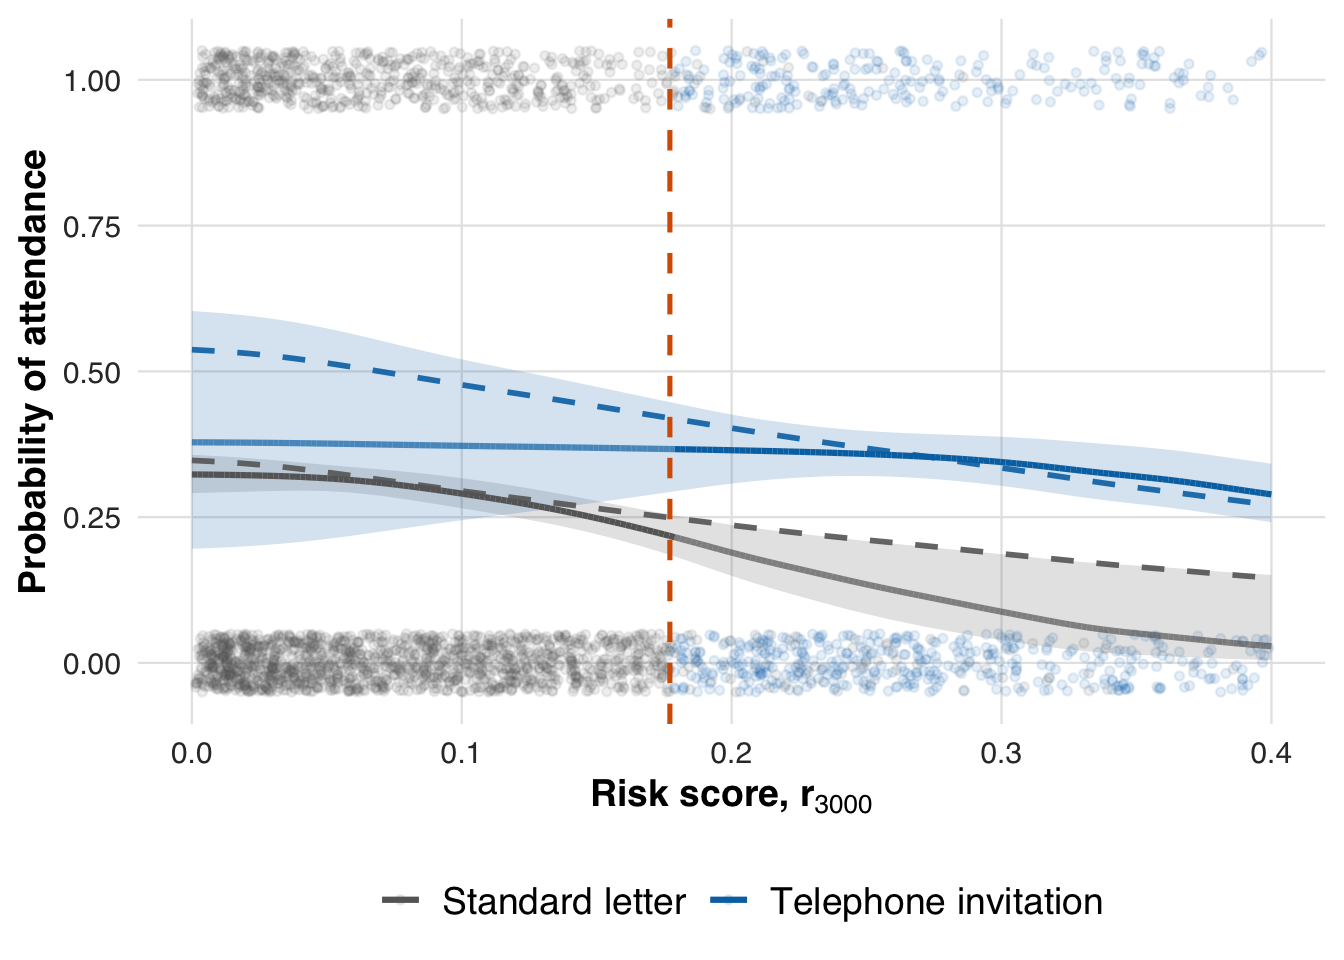 Probability of attendance
1.00
0.75
0.50
0.25
0.00
0.0 0.1 0.2 0.3 0.4
Risk score, r3000
Standard letter Telephone invitation